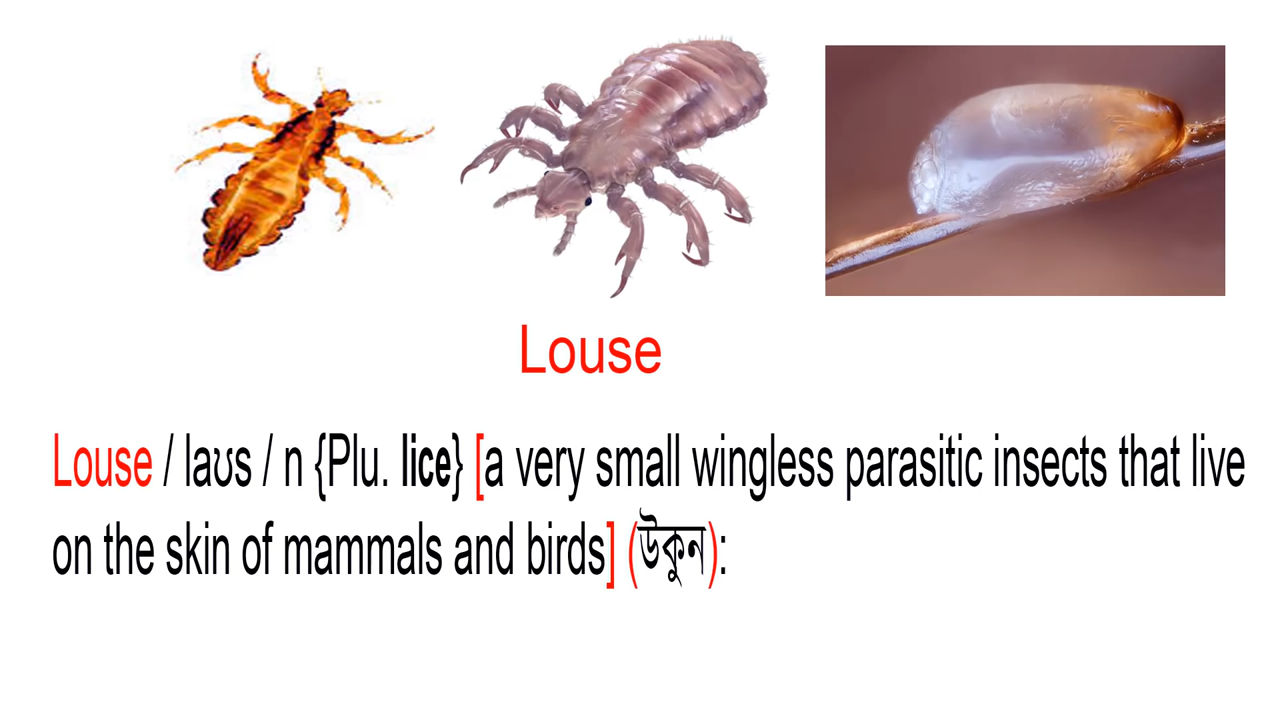 Louse
Louse / laʊs / n {Plu. lice} [a very small wingless parasitic insects that live
on the skin of mammals and birds] (উকুন):